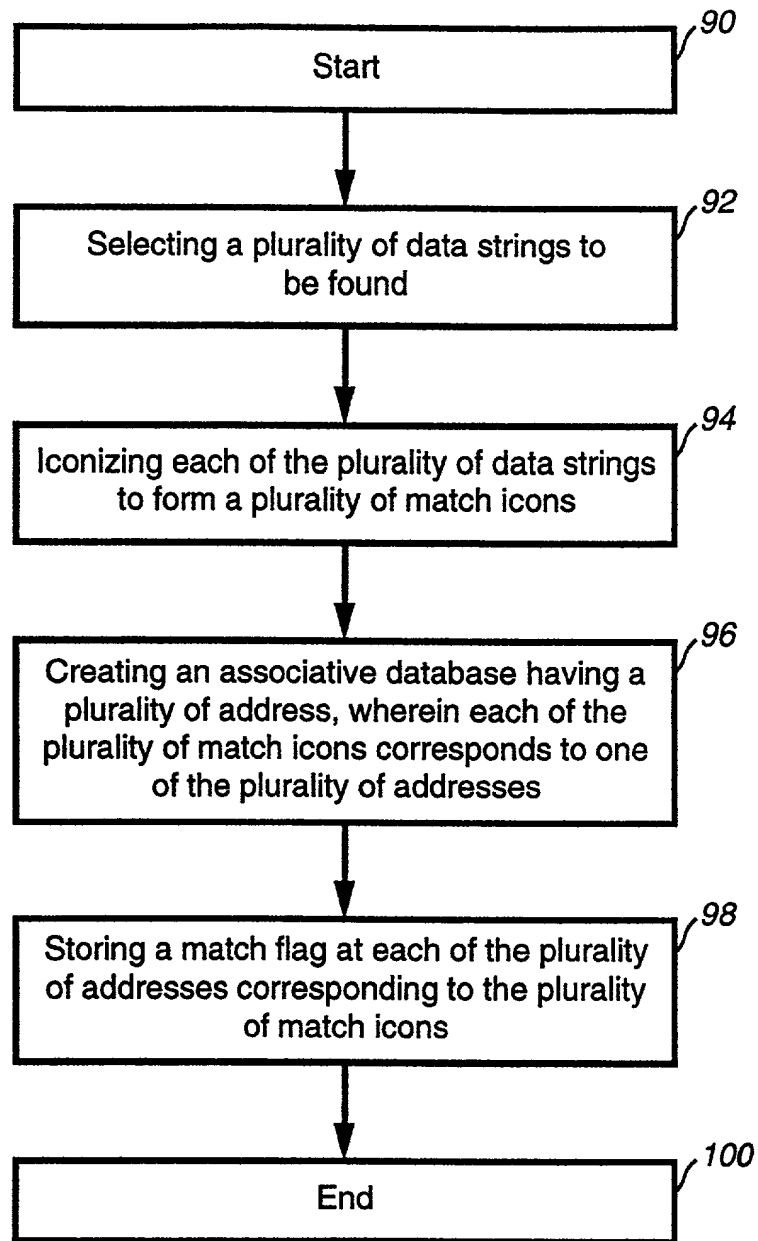 90
Start
92
Selecting a plurality of data strings to
be found
94
Iconizing each of the plurality of data strings
to form a plurality of match icons
96
Creating an associative database having a
plurality of address, wherein each of the
plurality of match icons corresponds to one
of the plurality of addresses
98
Storing a match flag at each of the plurality
of addresses corresponding to the plurality
of match icons
100
End